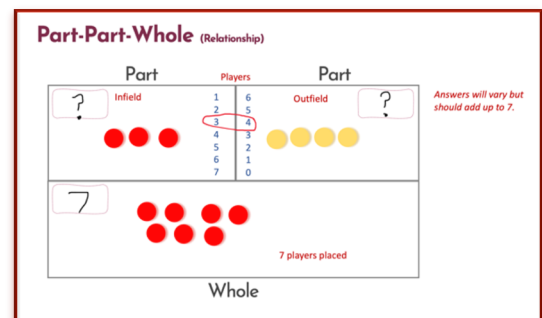 Part-Part-Whole (Relationship)
Part Players Part
? Infield
1 6
2 5
3 4
4 3
5 2
6 1
7 0
Outfield ?
Answers will vary but
should add up to 7.
7
7 players placed
Whole